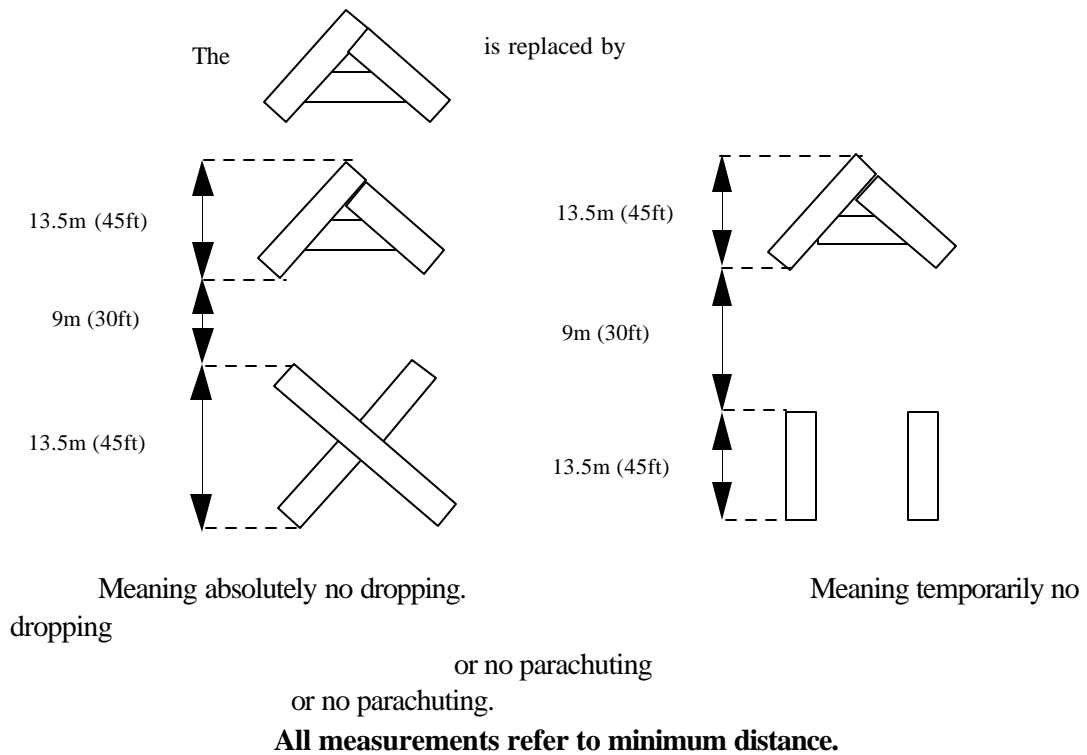 The is replaced by
13.5m (45ft) 13.5m (45ft)
9m (30ft) 9m (30ft)
13.5m (45ft) 13.5m (45ft)
Meaning absolutely no dropping. Meaning temporarily no
dropping
or no parachuting
or no parachuting.
All measurements refer to minimum distance.